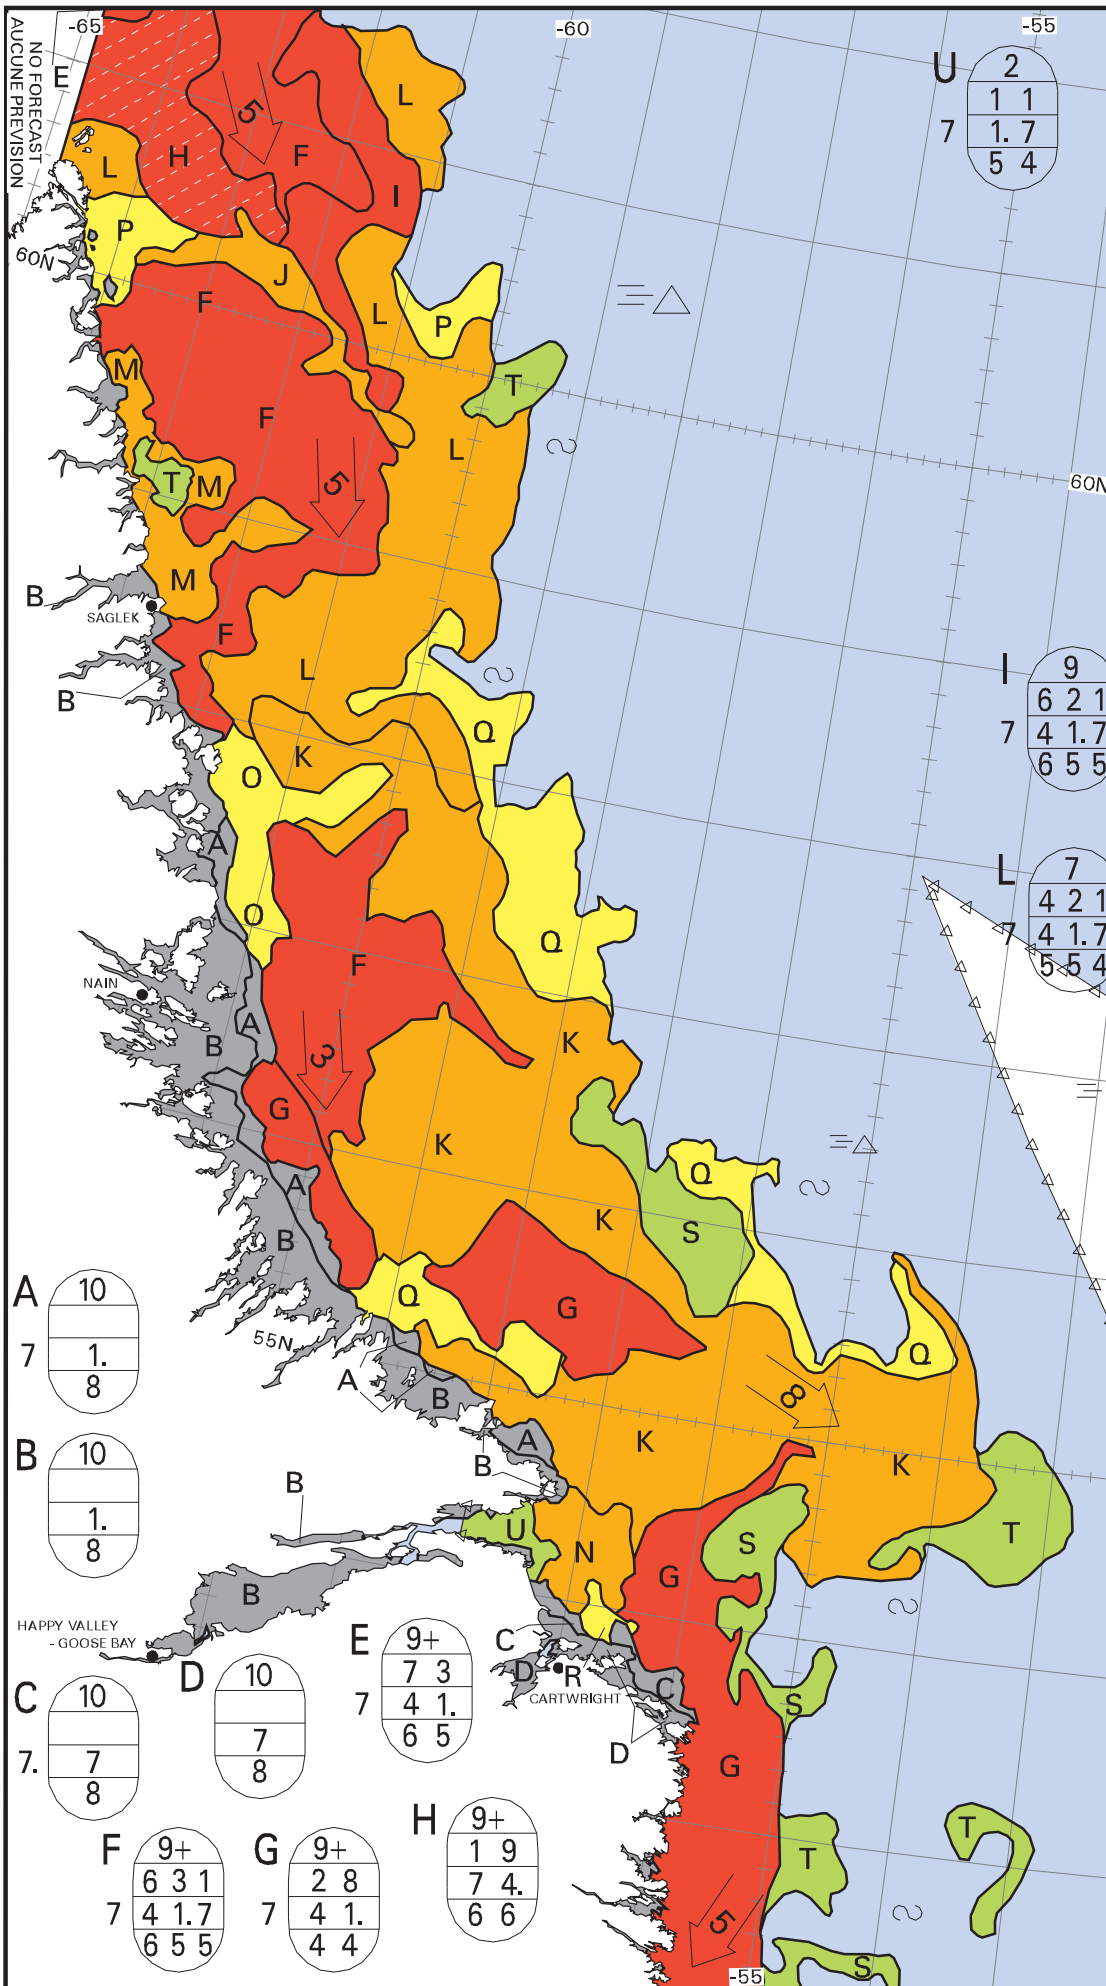 -65
-60
-55
NO FORECAST
AUCUNE PREVISION
E
L
H
5
F
I
L
P
60N
F
J
L
P
M
F
T
L
T
M
5
60N
M
B
SAGLEK
F
L
B
K
Q
O
A
O
Q
F
NAIN
A
B
K
3
G
K
A
B
K
S
Q
Q
G
Q
55N
A
B
8
K
K
A
B
B
U
N
S
T
G
B
HAPPY VALLEY
- GOOSE BAY
C
D
R
CARTWRIGHT
C
D
S
G
T
T
5
S
-55
U
2
1 1
7 1. 7
5 4
I
9
6 2 1
7 4 1. 7
6 5 5
L
7
4 2 1
7 4 1. 7
5 5 4
A
10
7 1.
8
B
10
1.
8
C
10
7. 7
8
D
10
7
8
E
9+
7 3
7 4 1.
6 5
F
9+
6 3 1
7 4 1. 7
6 5 5
G
9+
2 8
7 4 1.
4 4
H
9+
1 9
7 4.
6 6